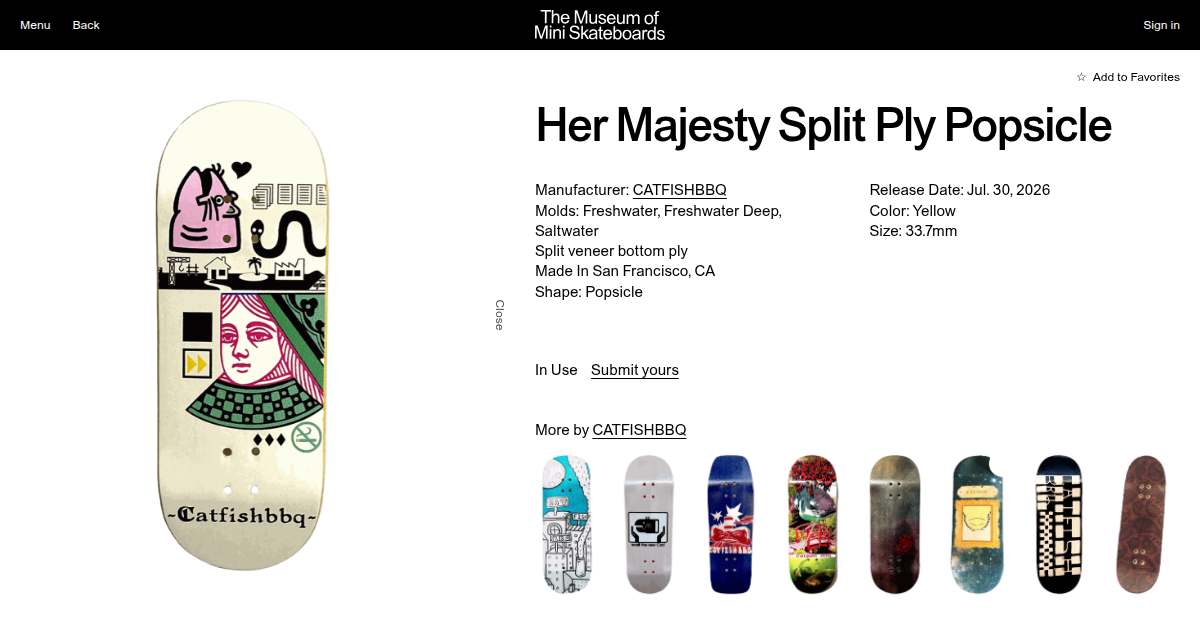 Menu
Back
The Museum of
Mini Skateboards
Sign in
☆ Add to Favorites
Her Majesty Split Ply Popsicle
Manufacturer: CATFISHBBQ
Molds: Freshwater, Freshwater Deep,
Saltwater
Split veneer bottom ply
Made In San Francisco, CA
Shape: Popsicle
Release Date: Jul. 30, 2026
Color: Yellow
Size: 33.7mm
~Catfishbbq~
Close
In Use
Submit yours
More by CATFISHBBQ